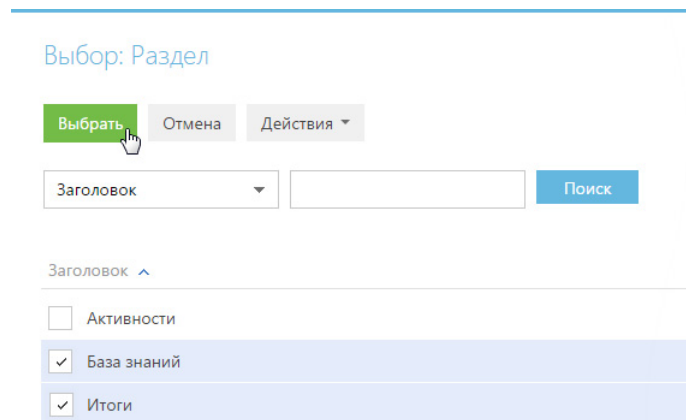 Выбор: Раздел
Выбрать Отмена Действия
Заголовок Поиск
Заголовок
Активности
База знаний
Итоги